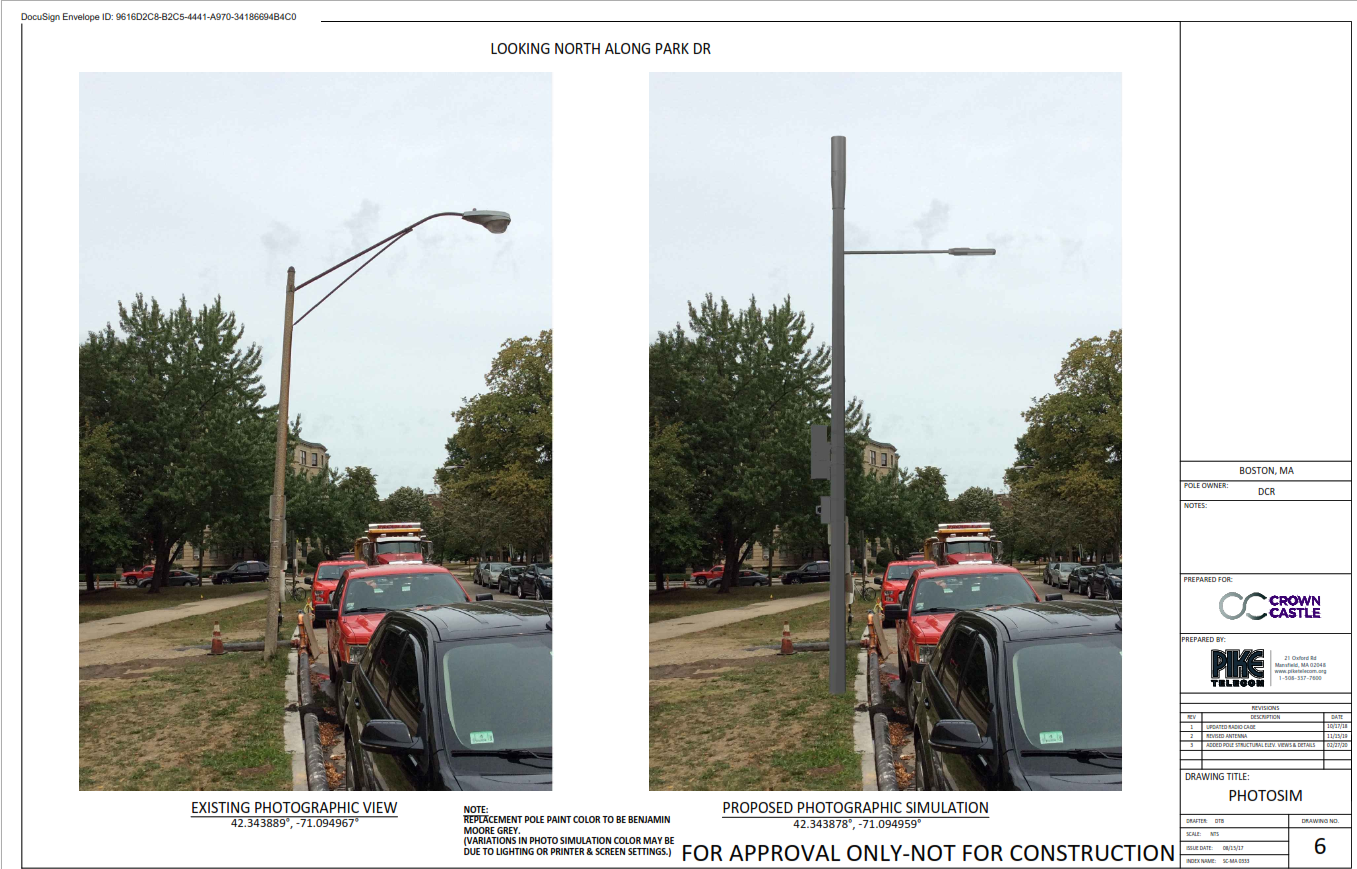 DocuSign Envelope ID: 9616D2C8-B2C5-4441-A970-34186694B4C0
LOOKING NORTH ALONG PARK DR
EXISTING PHOTOGRAPHIC VIEW
42.343889°, -71.094967°
NOTE:
REPLACEMENT POLE PAINT COLOR TO BE BENJAMIN
MOORE GREY.
(VARIATIONS IN PHOTO SIMULATION COLOR MAY BE
DUE TO LIGHTING OR PRINTER & SCREEN SETTINGS.)
PROPOSED PHOTOGRAPHIC SIMULATION
42.343878°, -71.094959°
FOR APPROVAL ONLY-NOT FOR CONSTRUCTION
BOSTON, MA
POLE OWNER:
DCR
NOTES:
PREPARED FOR:
CROWN
CASTLE
PREPARED BY:
PIKE
TELECOM
21 Oxford Rd
Mansfield, MA 02048
www.piketelecom.org
1-508-337-7600
REVISIONS
REV DESCRIPTION DATE
1 UPDATED RADIO CAGE 10/17/18
2 REVISED ANTENNA 11/15/19
3 ADDED POLE STRUCTURAL ELEV. VIEWS & DETAILS 02/27/20
DRAWING TITLE:
PHOTOSIM
DRAFTER: DTB
SCALE: NTS
ISSUE DATE: 08/15/17
INDEX NAME: SC-MA 0333
DRAWING NO.
6